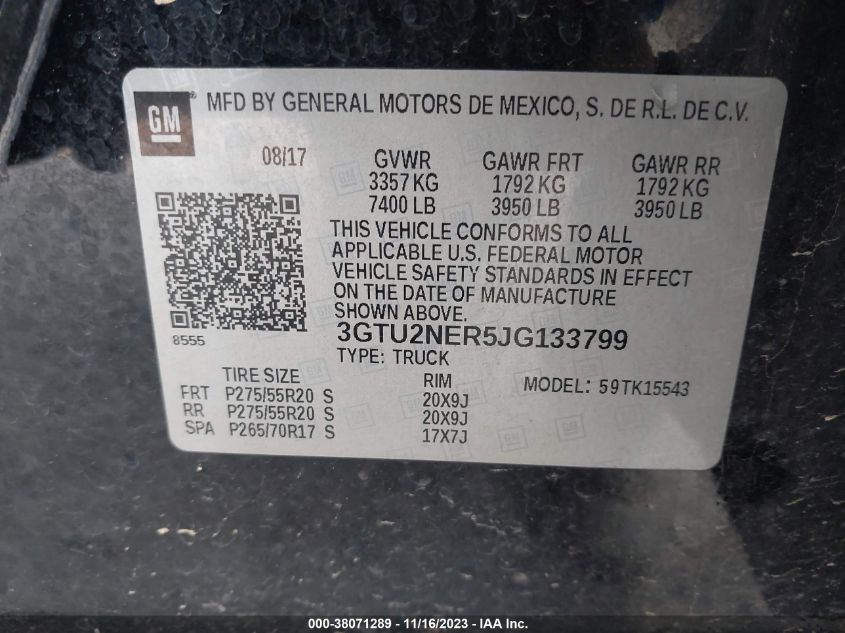 GM ® MFD BY GENERAL MOTORS DE MEXICO, S. DE R.L. DE C.V.
08/17 GVWR GAWR FRT GAWR RR
3357 KG 1792 KG 1792 KG
7400 LB 3950 LB 3950 LB
THIS VEHICLE CONFORMS TO ALL
APPLICABLE U.S. FEDERAL MOTOR
VEHICLE SAFETY STANDARDS IN EFFECT
ON THE DATE OF MANUFACTURE
SHOWN ABOVE.
8555 3GTU2NER5JG133799
TYPE: TRUCK
TIRE SIZE RIM MODEL: 59TK15543
FRT P275/55R20 S 20X9J
RR P275/55R20 S 20X9J
SPA P265/70R17 S 17X7J
000-38071289 - 11/16/2023 - IAA Inc.